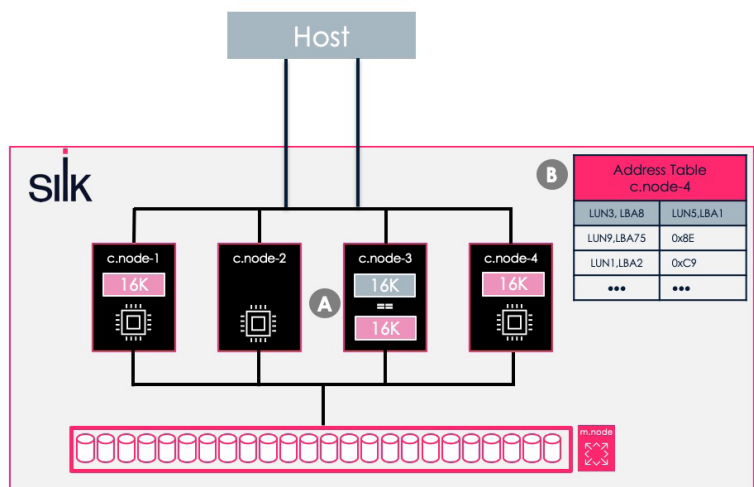 Host
silk
B
Address Table
c.node-4
LUN3, LBA8 LUN5,LBA1
LUN9,LBA75 0x8E
LUN1,LBA2 0xC9
••• •••
c.node-1
16K
c.node-2
A
c.node-3
16K
==
16K
c.node-4
16K
m.node